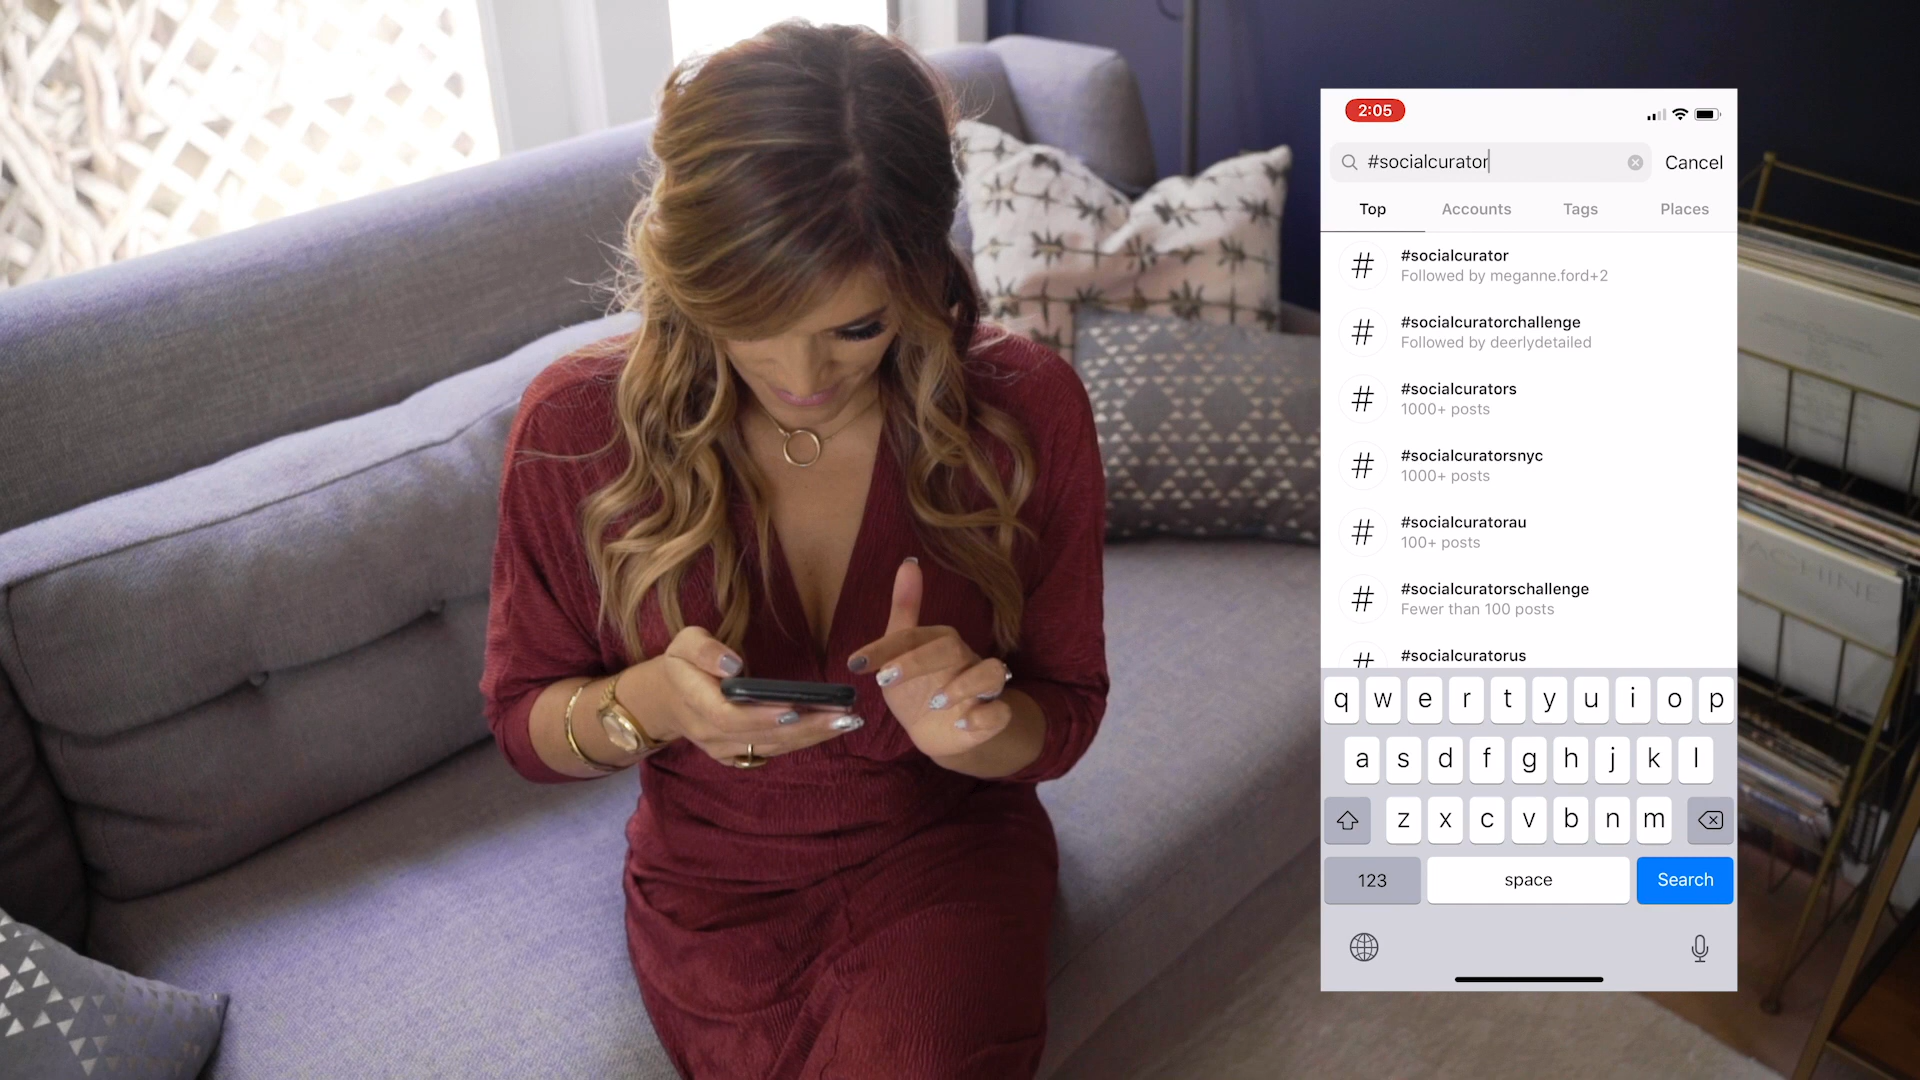 2:05
#socialcurator
Cancel
Top Accounts Tags Places
#socialcurator
Followed by meganne.ford+2
#socialcuratorchallenge
Followed by deerlydetailed
#socialcurators
1000+ posts
#socialcuratorsnyc
1000+ posts
#socialcuratorau
100+ posts
#socialcuratorschallenge
Fewer than 100 posts
#socialcuratorus
q w e r t y u i o p
a s d f g h j k l
z x c v b n m
123 space Search
MACHINE